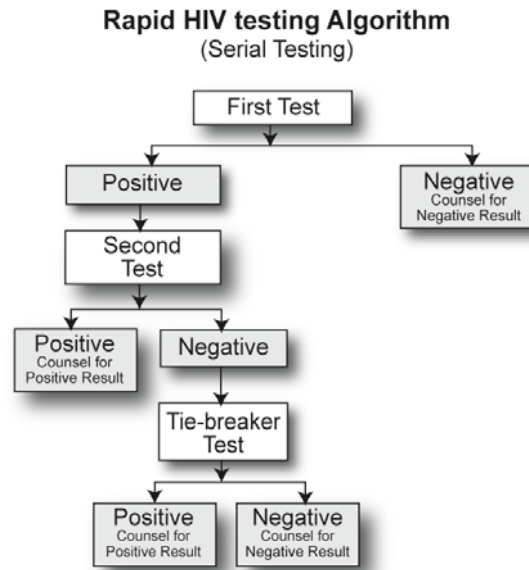 Rapid HIV testing Algorithm
(Serial Testing)
First Test
Positive
Negative
Counsel for
Negative Result
Second
Test
Positive
Counsel for
Positive Result
Negative
Tie-breaker
Test
Positive
Counsel for
Positive Result
Negative
Counsel for
Negative Result